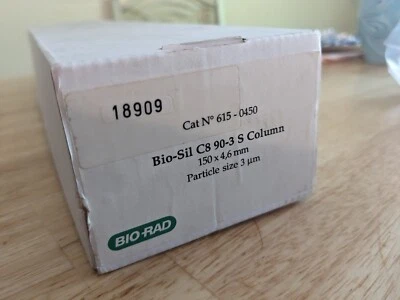 18909
Cat Nº 615 - 0450
Bio-Sil C8 90-3 S Column
150 x 4,6 mm
Particle size 3 µm
BIO-RAD